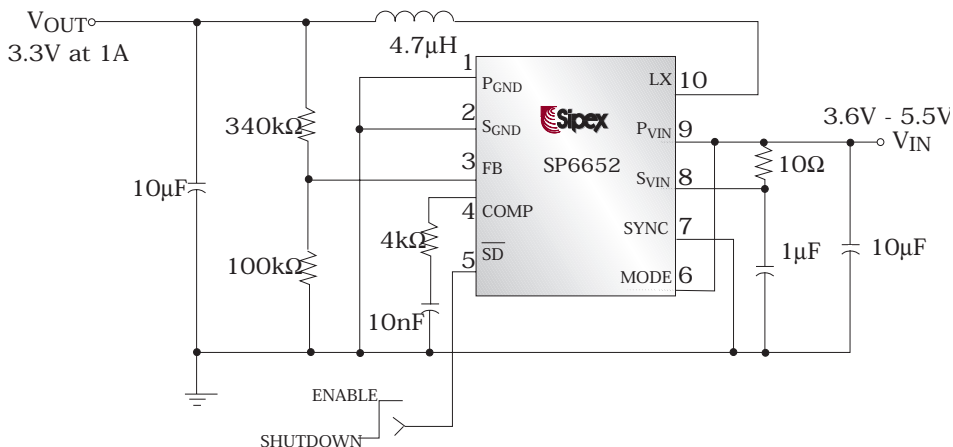 VOUT
3.3V at 1A
4.7µH
340kΩ
10µF
100kΩ
4kΩ
10nF
1
PGND
2
SGND
3
FB
4
COMP
5
SD
Sipex
SP6652
LX
10
PVIN
9
SVIN
8
SYNC
7
MODE
6
3.6V - 5.5V
VIN
10Ω
1µF
10µF
ENABLE
SHUTDOWN